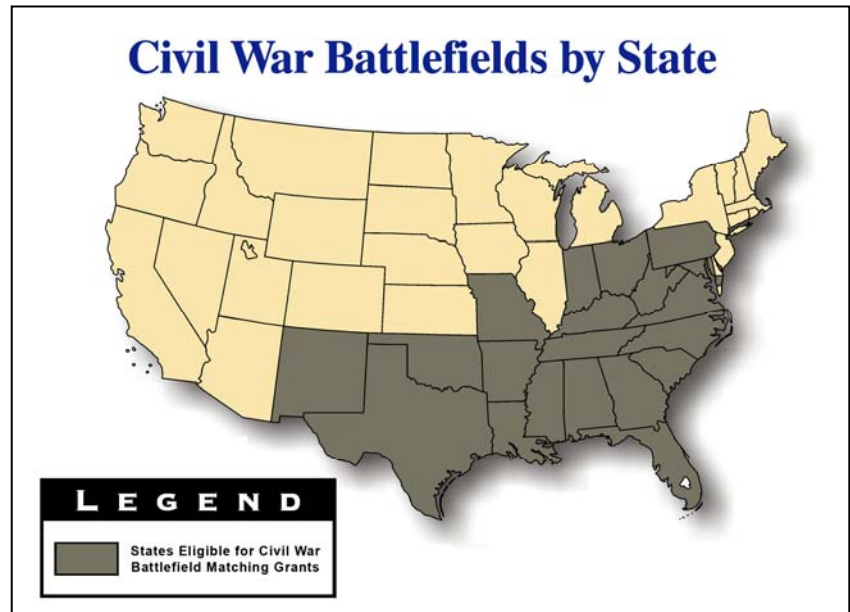 Civil War Battlefields by State
LEGEND
States Eligible for Civil War
Battlefield Matching Grants